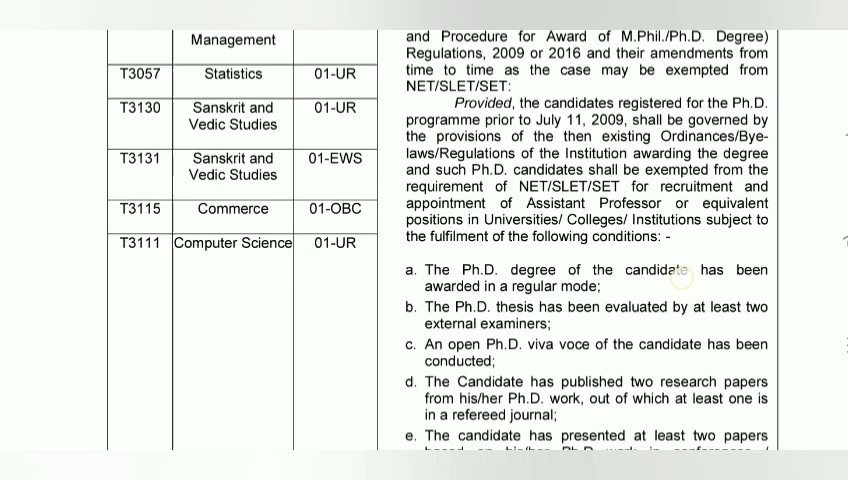 Management
T3057 Statistics 01-UR
T3130 Sanskrit and 01-UR
Vedic Studies
T3131 Sanskrit and 01-EWS
Vedic Studies
T3115 Commerce 01-OBC
T3111 Computer Science 01-UR
and Procedure for Award of M.Phil./Ph.D. Degree)
Regulations, 2009 or 2016 and their amendments from
time to time as the case may be exempted from
NET/SLET/SET:
Provided, the candidates registered for the Ph.D.
programme prior to July 11, 2009, shall be governed by
the provisions of the then existing Ordinances/Bye-
laws/Regulations of the Institution awarding the degree
and such Ph.D. candidates shall be exempted from the
requirement of NET/SLET/SET for recruitment and
appointment of Assistant Professor or equivalent
positions in Universities/ Colleges/ Institutions subject to
the fulfilment of the following conditions: -
a. The Ph.D. degree of the candidate has been
awarded in a regular mode;
b. The Ph.D. thesis has been evaluated by at least two
external examiners;
c. An open Ph.D. viva voce of the candidate has been
conducted;
d. The Candidate has published two research papers
from his/her Ph.D. work, out of which at least one is
in a refereed journal;
e. The candidate has presented at least two papers